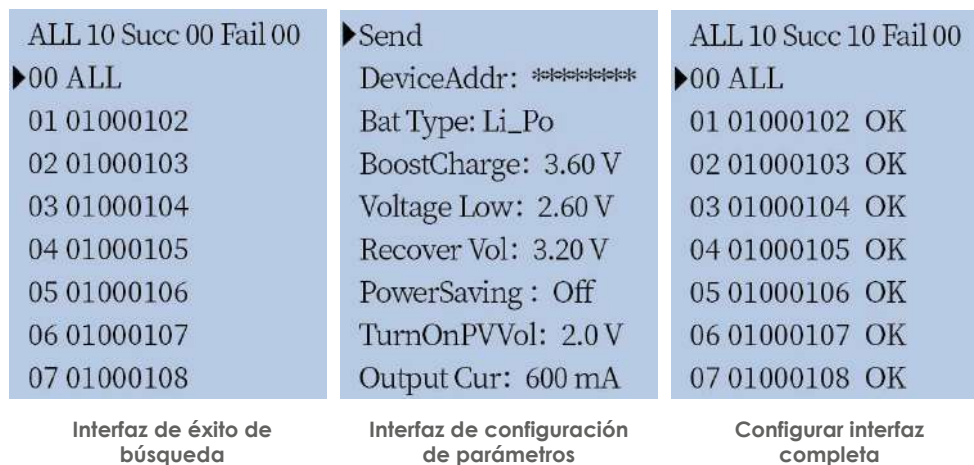 ALL 10 Succ 00 Fail 00
00 ALL
01 01000102
02 01000103
03 01000104
04 01000105
05 01000106
06 01000107
07 01000108
Interfaz de éxito de
búsqueda
Send
DeviceAddr: ********
Bat Type: Li_Po
BoostCharge: 3.60 V
Voltage Low: 2.60 V
Recover Vol: 3.20 V
PowerSaving : Off
TurnOnPVVol: 2.0 V
Output Cur: 600 mA
Interfaz de configuración
de parámetros
ALL 10 Succ 10 Fail 00
00 ALL
01 01000102 OK
02 01000103 OK
03 01000104 OK
04 01000105 OK
05 01000106 OK
06 01000107 OK
07 01000108 OK
Configurar interfaz
completa